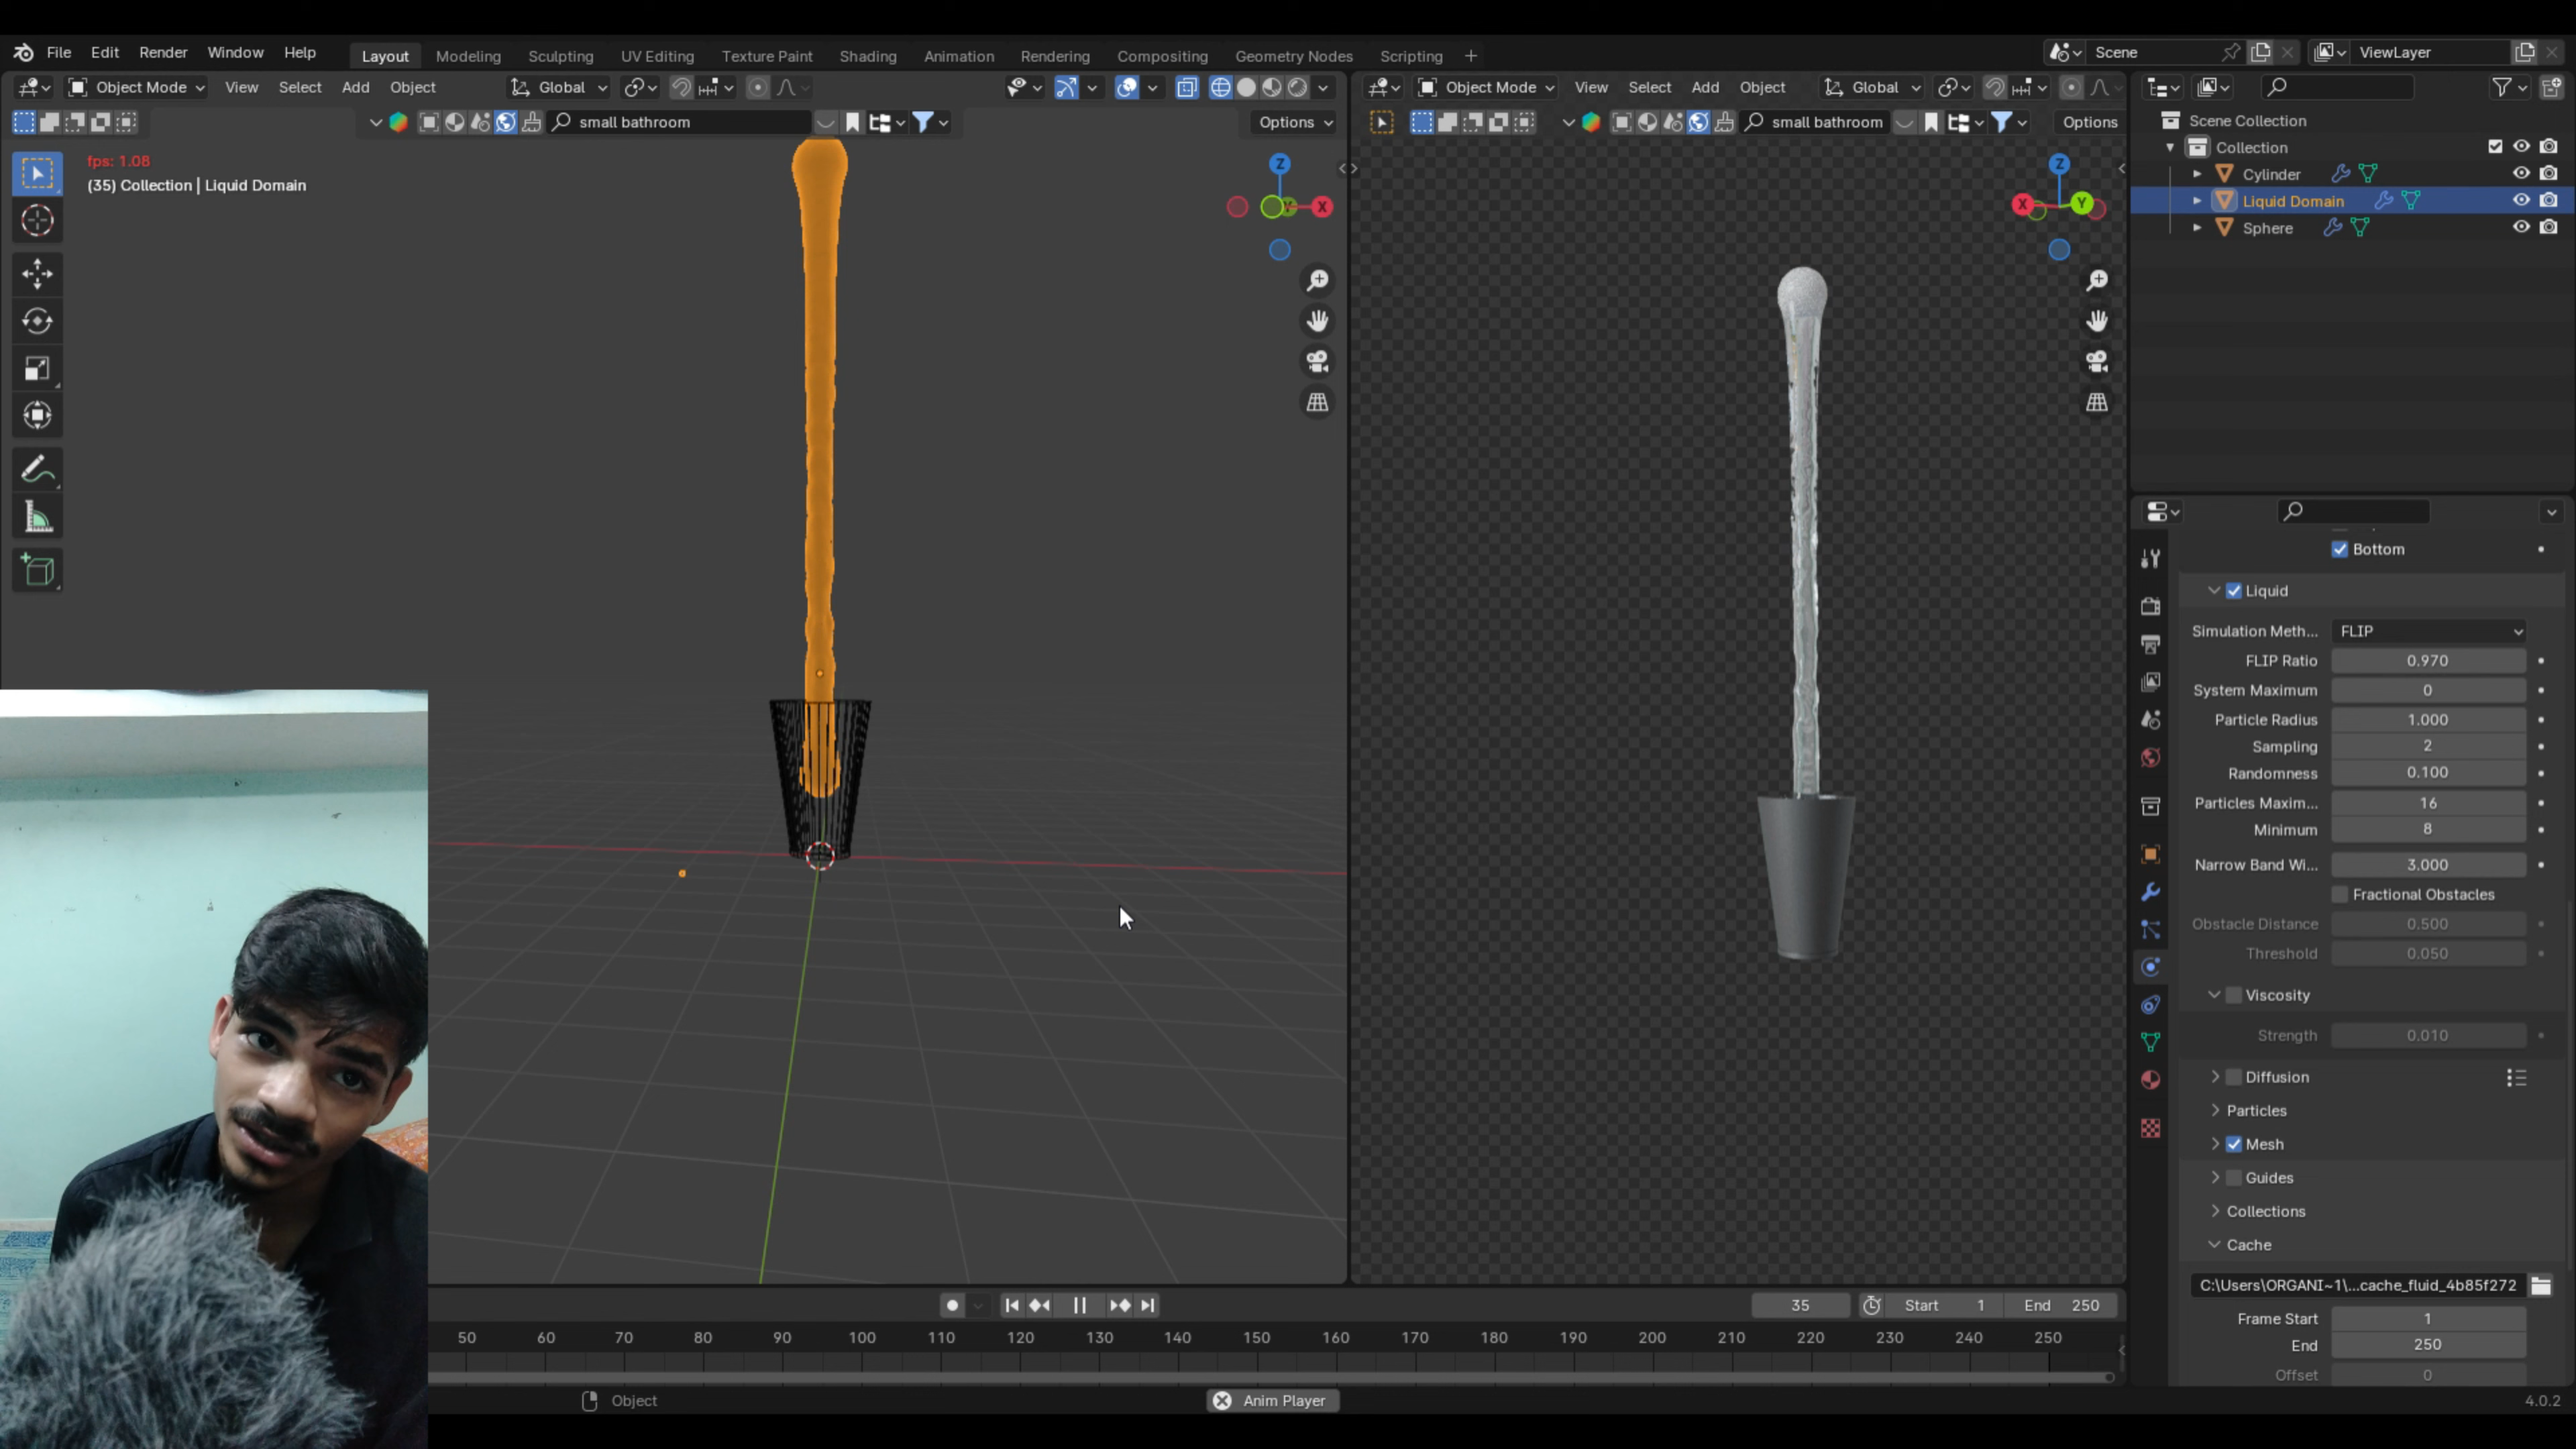 File Edit Render Window Help
Layout Modeling Sculpting UV Editing Texture Paint Shading Animation Rendering Compositing Geometry Nodes Scripting +
Scene
ViewLayer
Object Mode View Select Add Object
Global
Object Mode View Select Add Object
Global
small bathroom
Options
small bathroom
Options
fps: 1.08
(35) Collection | Liquid Domain
Z
X
Z
X
Y
Scene Collection
Collection
Cylinder
Liquid Domain
Sphere
Bottom
Liquid
Simulation Meth... FLIP
FLIP Ratio 0.970
System Maximum 0
Particle Radius 1.000
Sampling 2
Randomness 0.100
Particles Maxim... 16
Minimum 8
Narrow Band Wi... 3.000
Fractional Obstacles
Obstacle Distance 0.500
Threshold 0.050
Viscosity
Strength 0.010
Diffusion
Particles
Mesh
Guides
Collections
Cache
C:\Users\ORGANI~1\...cache_fluid_4b85f272
Frame Start 1
End 250
Offset 0
35
Start 1
End 250
50 60 70 80 90 100 110 120 130 140 150 160 170 180 190 200 210 220 230 240 250
Object
Anim Player
4.0.2